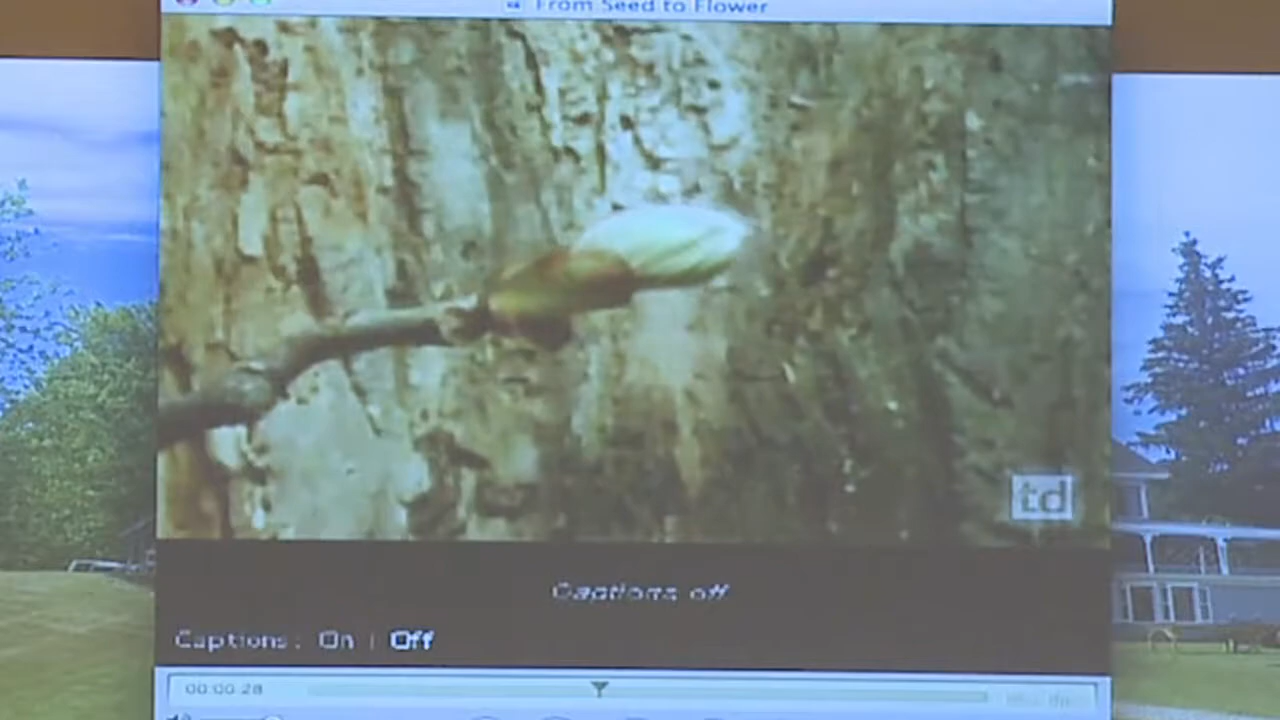 From Seed to Flower
td
Captions off
Captions: On | Off
00:00:28